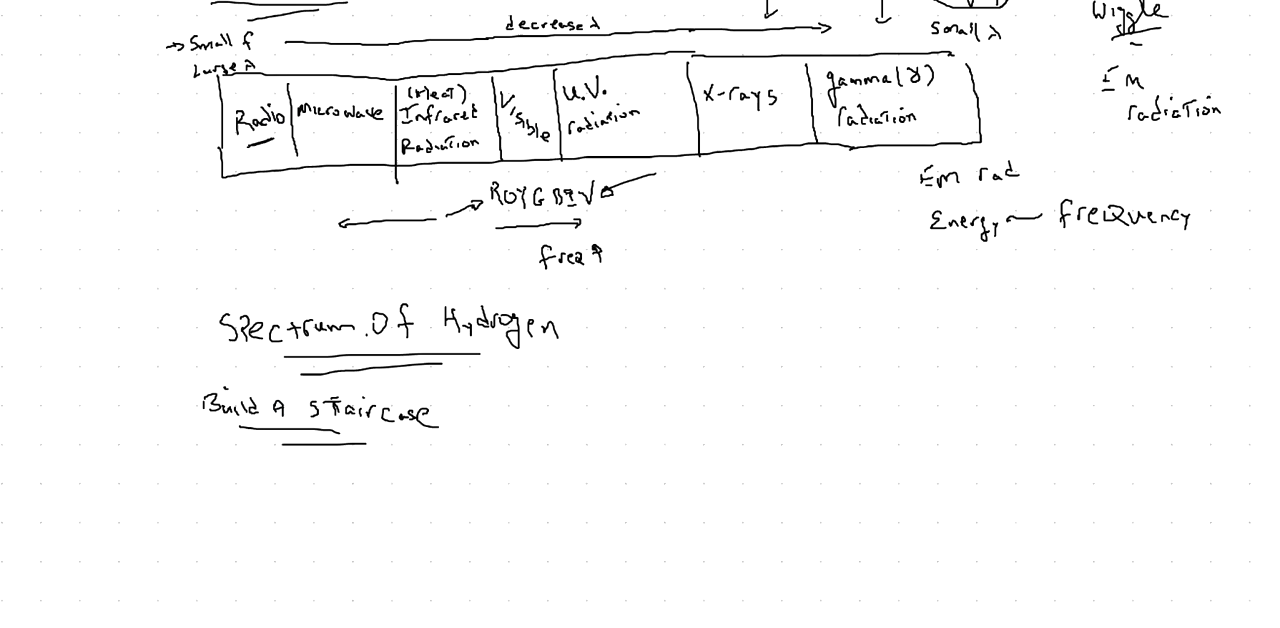 Wiggle
decrease λ
→ Small f
Small λ
Large λ
Radio
Microwave
(Heat)
Infrared
Radiation
Visible
U.V.
radiation
X-rays
gamma(γ)
radiation
Em
radiation
Em rad
Energy ~ frequency
ROYGBIV
freq ↑
Spectrum Of Hydrogen
Build A staircase